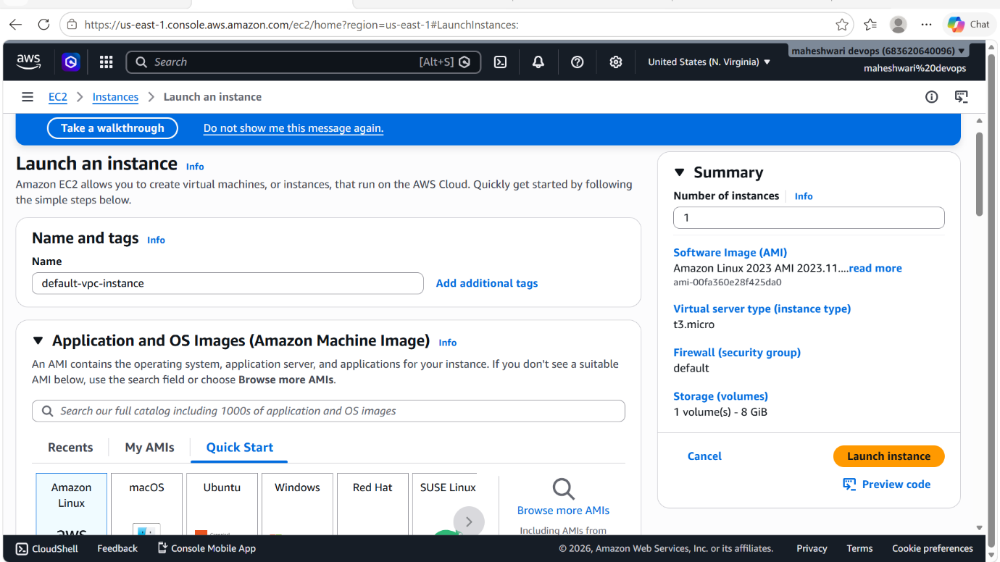 https://us-east-1.console.aws.amazon.com/ec2/home?region=us-east-1#LaunchInstances:
Chat
aws
Search
[Alt+S]
United States (N. Virginia)
maheshwari devops (683620640096)
maheshwari%20devops
EC2
Instances
Launch an instance
Take a walkthrough
Do not show me this message again.
Launch an instance Info
Amazon EC2 allows you to create virtual machines, or instances, that run on the AWS Cloud. Quickly get started by following
the simple steps below.
Name and tags Info
Name
default-vpc-instance
Add additional tags
Application and OS Images (Amazon Machine Image) Info
An AMI contains the operating system, application server, and applications for your instance. If you don't see a suitable
AMI below, use the search field or choose Browse more AMIs.
Search our full catalog including 1000s of application and OS images
Recents
My AMIs
Quick Start
Amazon
Linux
aws
macOS
Ubuntu
Canonical
Windows
Red Hat
SUSE Linux
Browse more AMIs
Including AMIs from
Summary
Number of instances Info
1
Software Image (AMI)
Amazon Linux 2023 AMI 2023.11....read more
ami-00fa360e28f425da0
Virtual server type (instance type)
t3.micro
Firewall (security group)
default
Storage (volumes)
1 volume(s) - 8 GiB
Cancel
Launch instance
Preview code
CloudShell
Feedback
Console Mobile App
© 2026, Amazon Web Services, Inc. or its affiliates.
Privacy
Terms
Cookie preferences